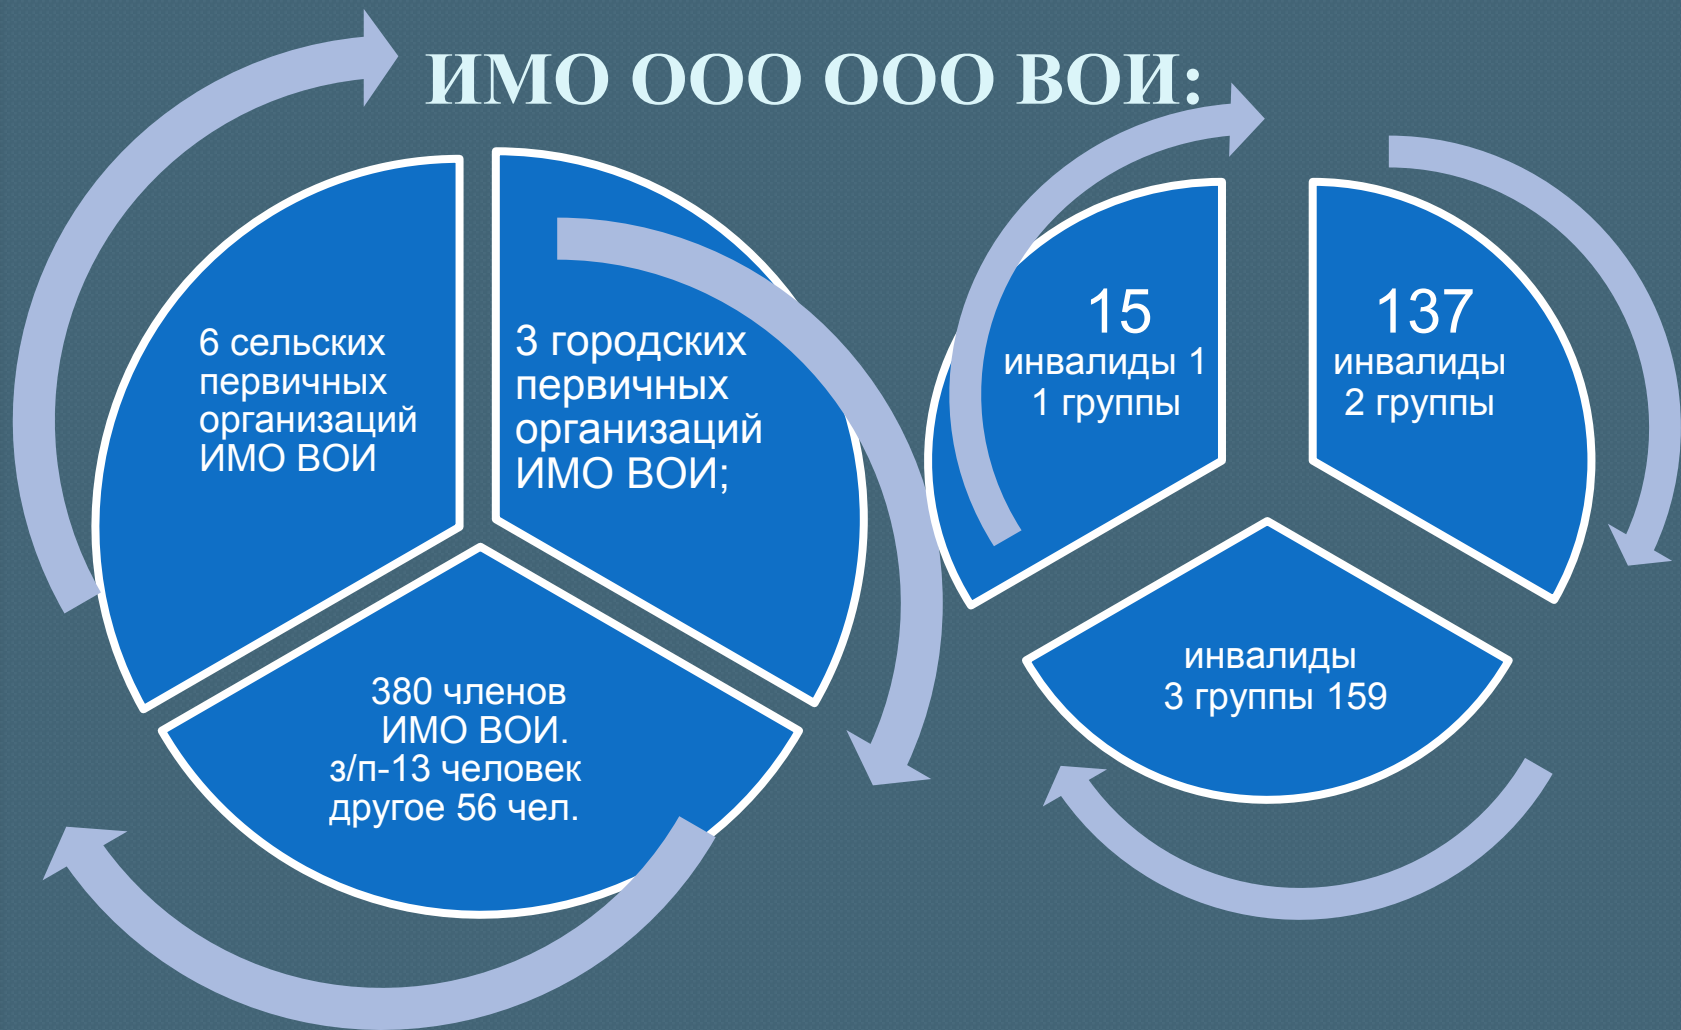 ИМО ООО ООО ВОИ:
6 сельских
первичных
организаций
ИМО ВОИ
3 городских
первичных
организаций
ИМО ВОИ;
380 членов
ИМО ВОИ.
з/п-13 человек
другое 56 чел.
15
инвалиды 1
1 группы
137
инвалиды
2 группы
инвалиды
3 группы 159